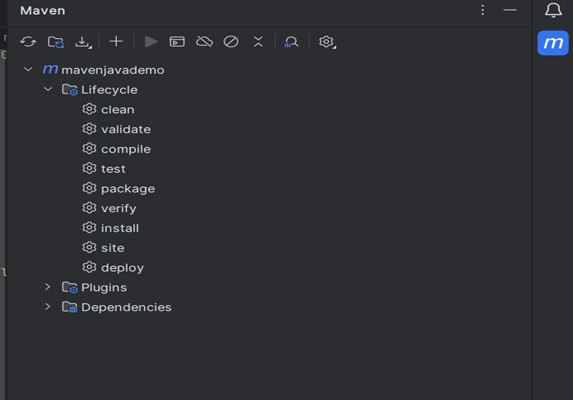 Maven
m mavenjavademo
Lifecycle
clean
validate
compile
test
package
verify
install
site
deploy
Plugins
Dependencies
m